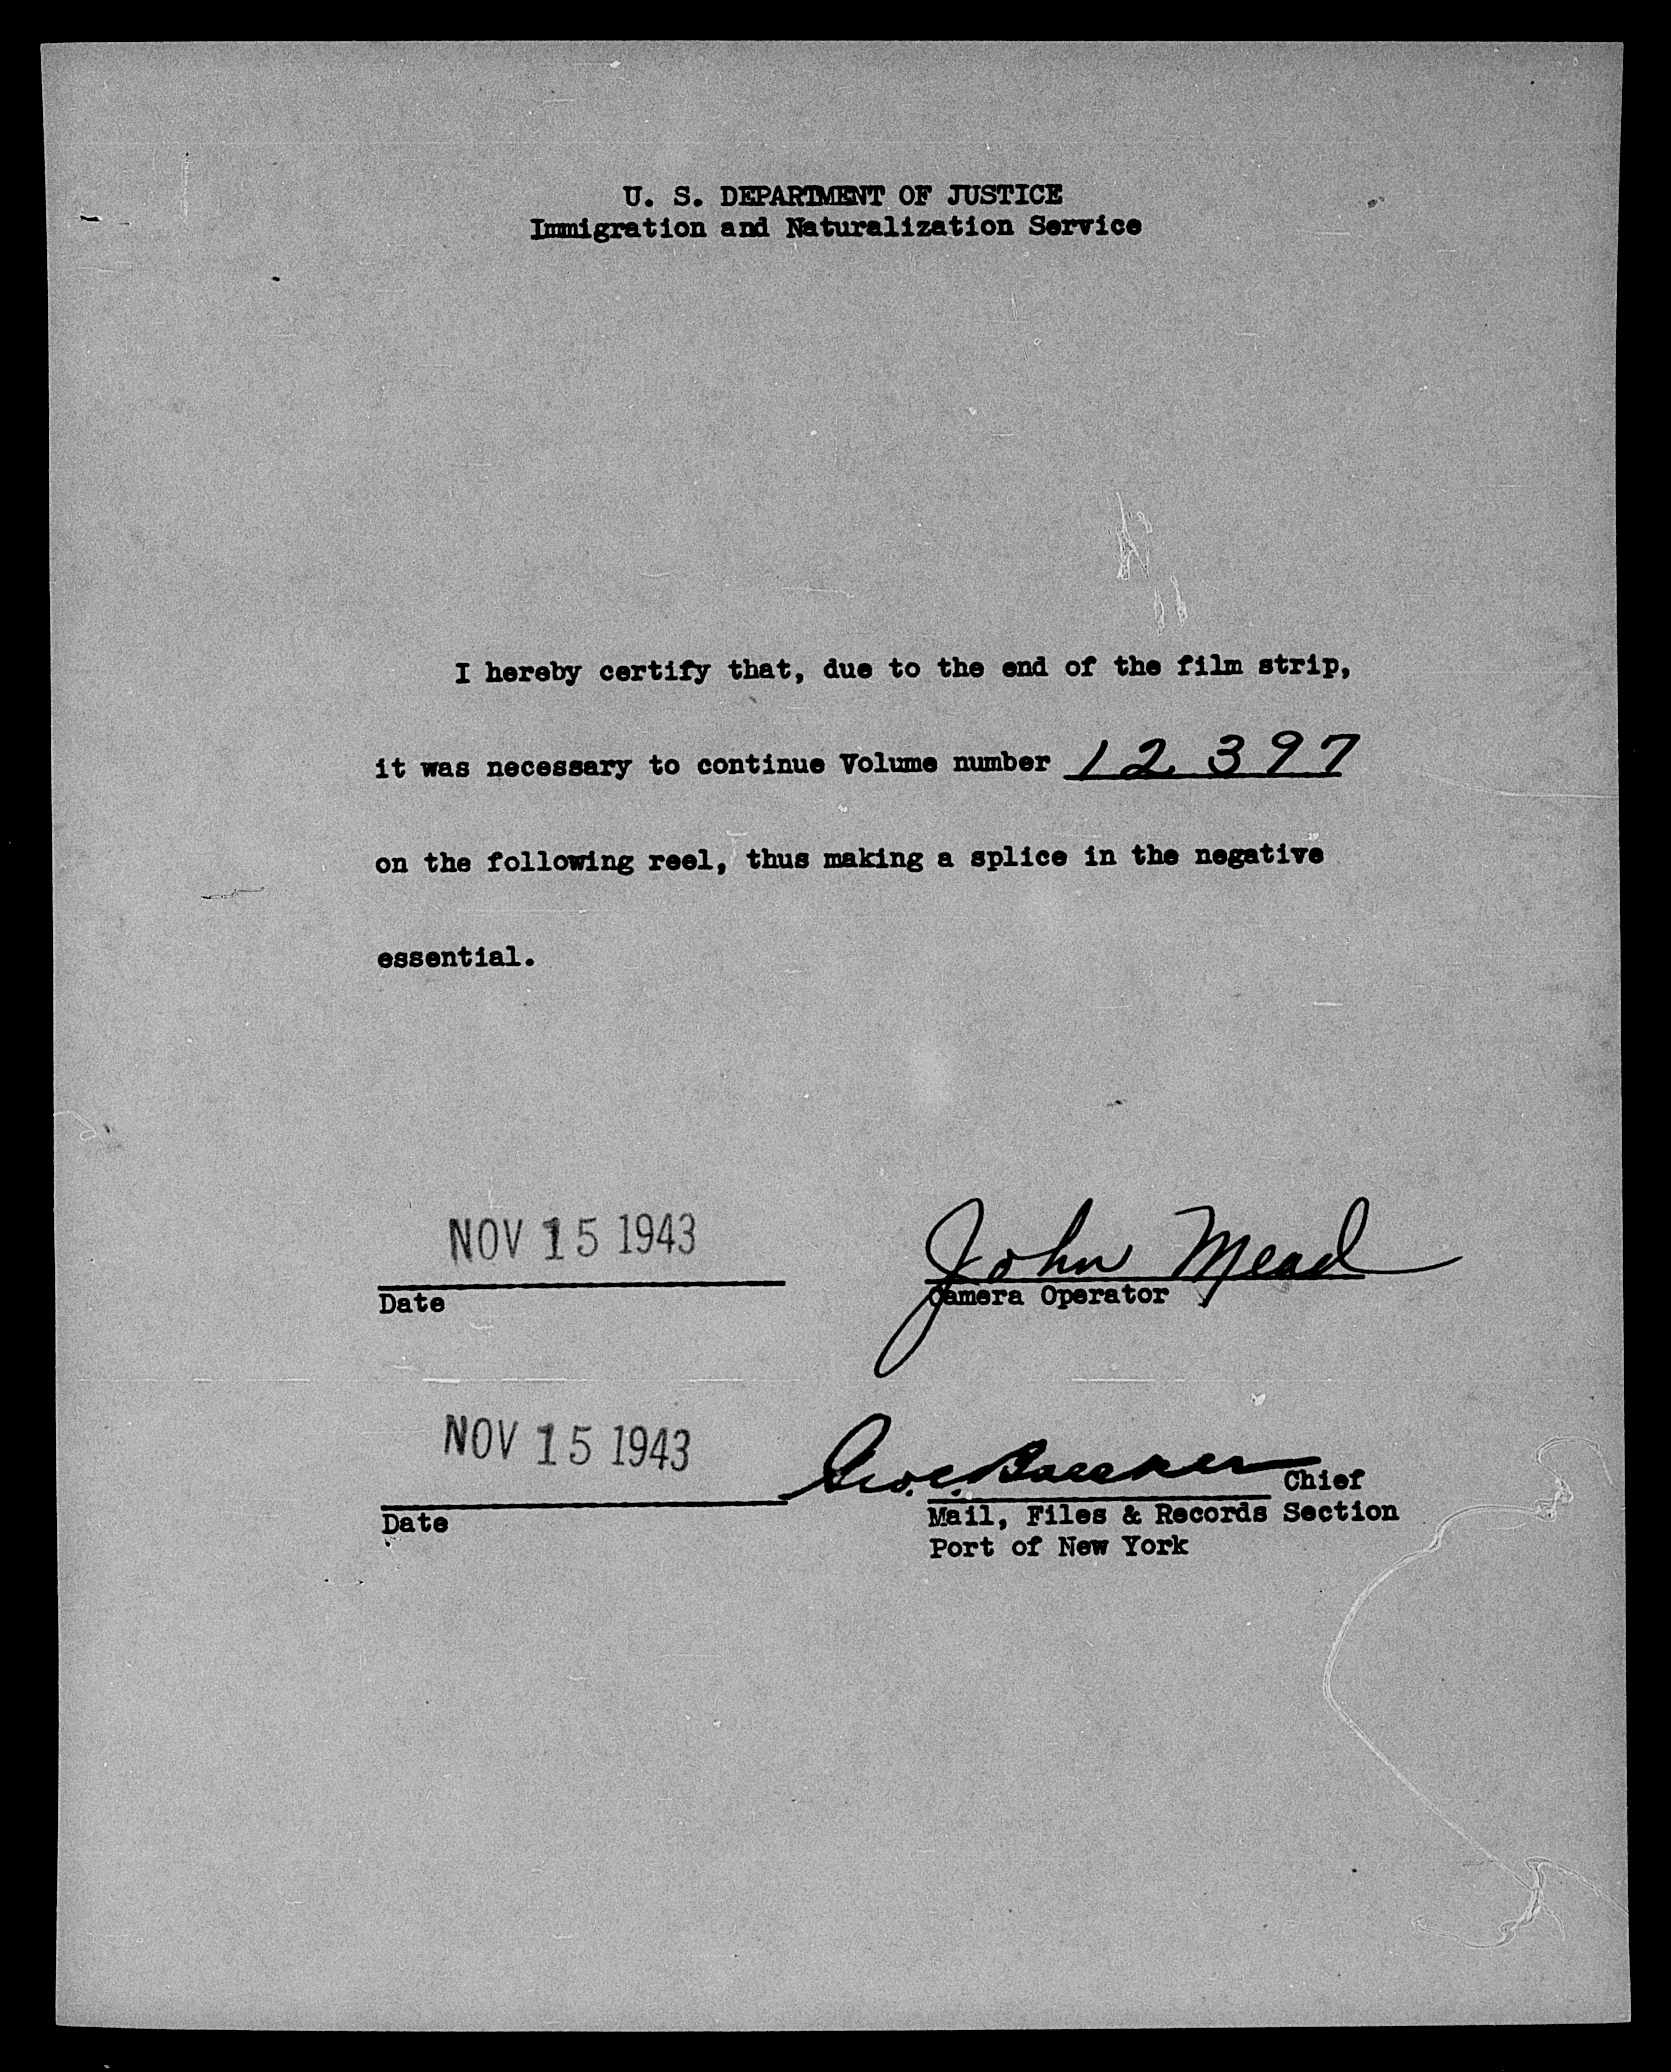 U. S. DEPARTMENT OF JUSTICE
Immigration and Naturalization Service
I hereby certify that, due to the end of the film strip,
it was necessary to continue Volume number 12397
on the following reel, thus making a splice in the negative
essential.
NOV 15 1943
John Mead
Date
Camera Operator
NOV 15 1943
Geo. C.
Chief
Date
Mail, Files & Records Section
Port of New York